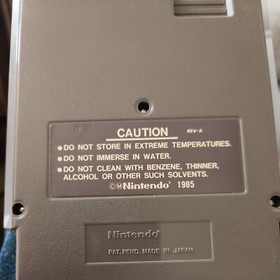 CAUTION REV-A
•DO NOT STORE IN EXTREME TEMPERATURES.
•DO NOT IMMERSE IN WATER.
•DO NOT CLEAN WITH BENZENE, THINNER,
ALCOHOL OR OTHER SUCH SOLVENTS.
©ⓂNintendo® 1985
Nintendo®
PAT. PEND. MADE IN JAPAN